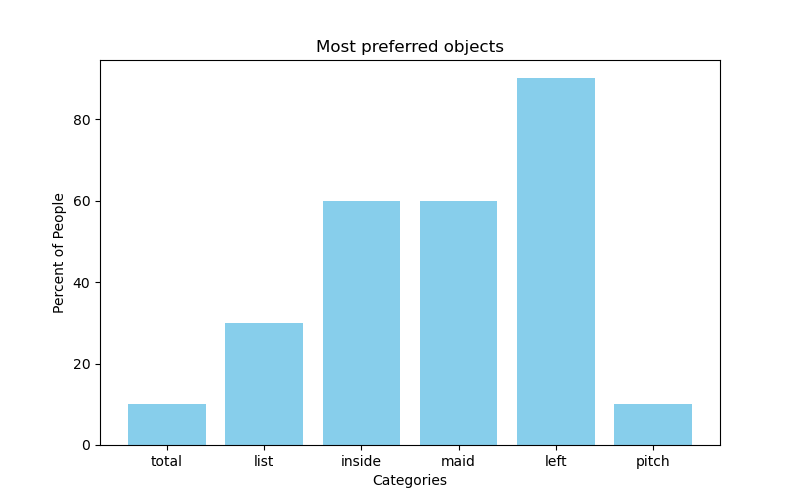 Most preferred objects
Percent of People
80
60
40
20
0
total list inside maid left pitch
Categories